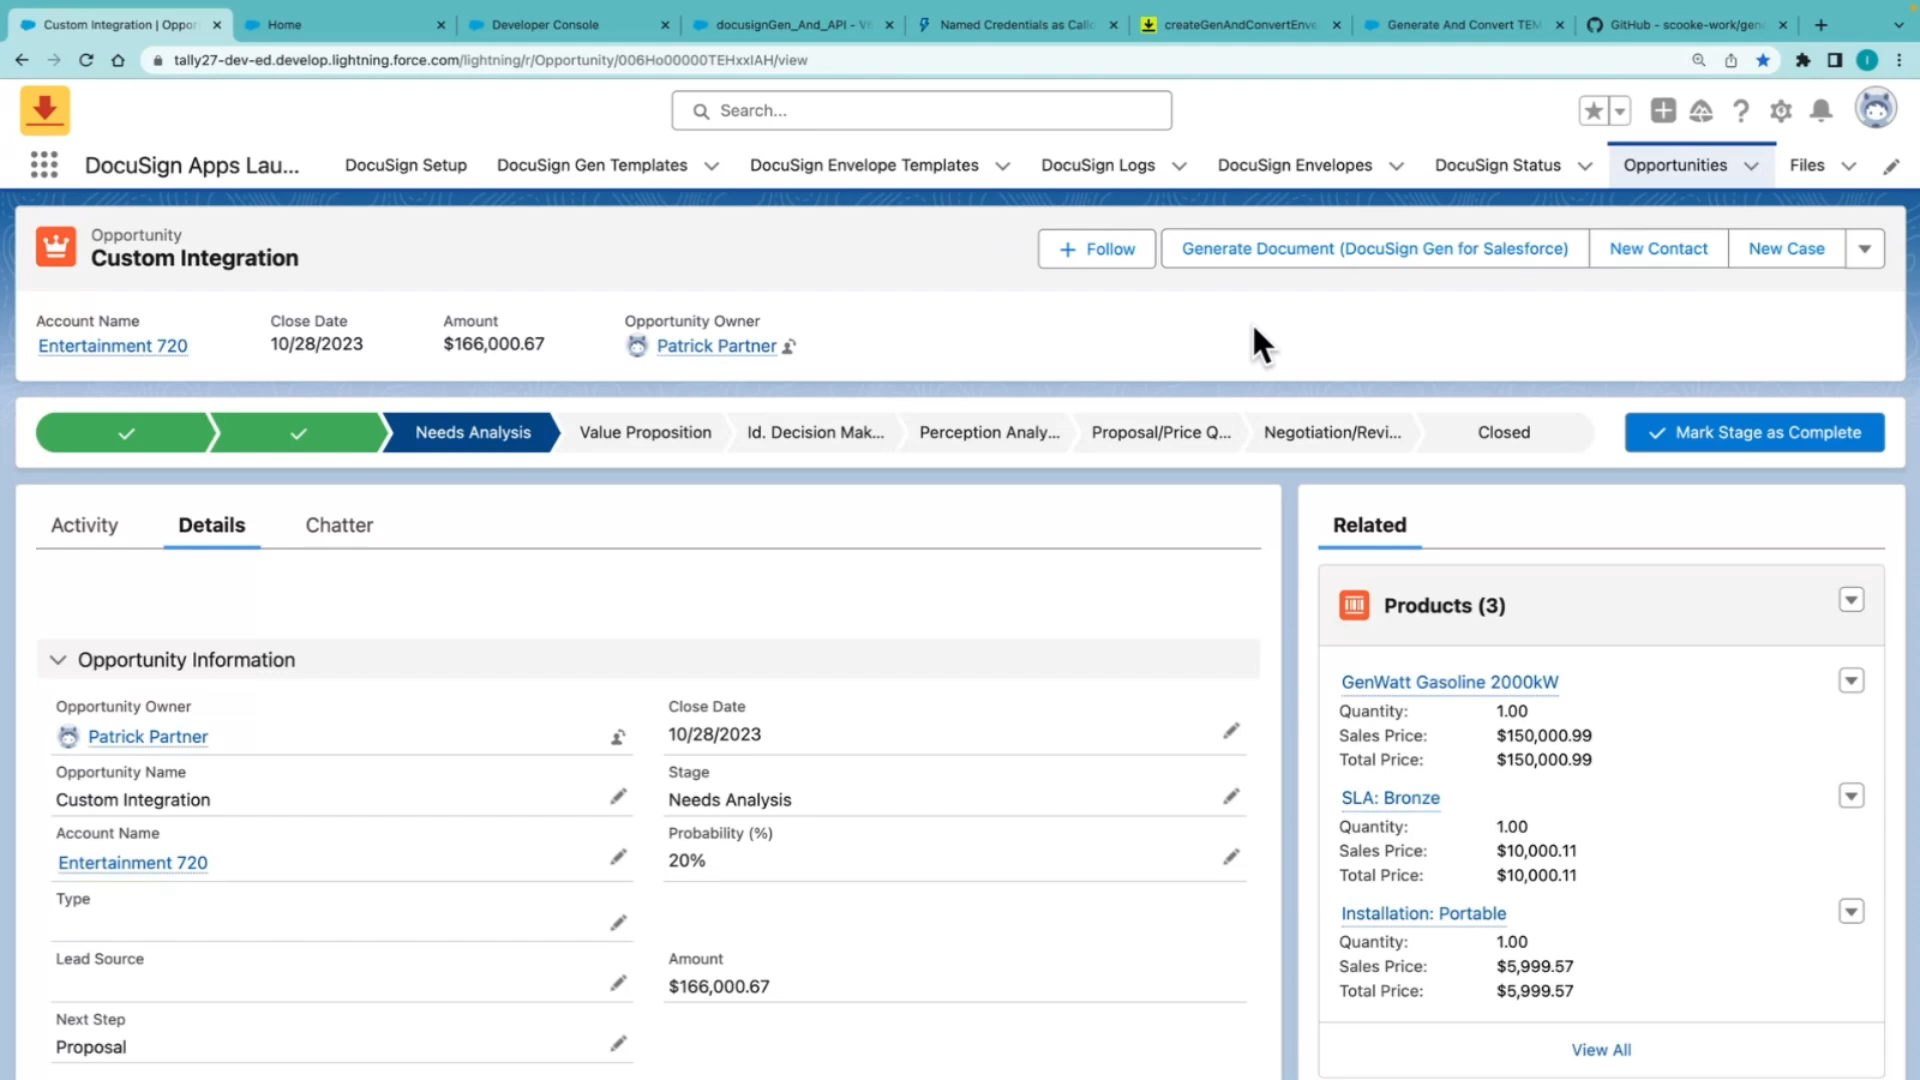 Custom Integration | Oppor
Home
Developer Console
docusignGen_And_API - V
Named Credentials as Callo
createGenAndConvertEnve
Generate And Convert TEM
GitHub - scooke-work/gen
tally27-dev-ed.develop.lightning.force.com/lightning/r/Opportunity/006Ho00000TEHxxIAH/view
Search...
DocuSign Apps Lau...
DocuSign Setup
DocuSign Gen Templates
DocuSign Envelope Templates
DocuSign Logs
DocuSign Envelopes
DocuSign Status
Opportunities
Files
Opportunity
Custom Integration
+ Follow
Generate Document (DocuSign Gen for Salesforce)
New Contact
New Case
Account Name
Entertainment 720
Close Date
10/28/2023
Amount
$166,000.67
Opportunity Owner
Patrick Partner
Needs Analysis
Value Proposition
Id. Decision Mak...
Perception Analy...
Proposal/Price Q...
Negotiation/Revi...
Closed
Mark Stage as Complete
Activity
Details
Chatter
Opportunity Information
Opportunity Owner
Patrick Partner
Close Date
10/28/2023
Opportunity Name
Custom Integration
Stage
Needs Analysis
Account Name
Entertainment 720
Probability (%)
20%
Type
Lead Source
Amount
$166,000.67
Next Step
Proposal
Related
Products (3)
GenWatt Gasoline 2000kW
Quantity: 1.00
Sales Price: $150,000.99
Total Price: $150,000.99
SLA: Bronze
Quantity: 1.00
Sales Price: $10,000.11
Total Price: $10,000.11
Installation: Portable
Quantity: 1.00
Sales Price: $5,999.57
Total Price: $5,999.57
View All